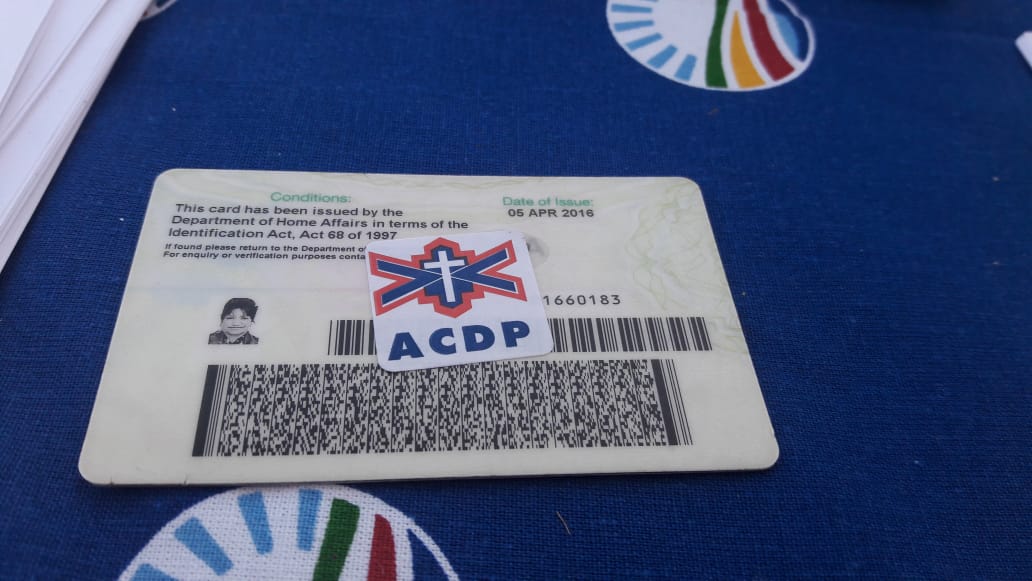 Conditions:
This card has been issued by the
Department of Home Affairs in terms of the
Identification Act, Act 68 of 1997
If found please return to the Department of
For enquiry or verification purposes
Date of Issue:
05 APR 2016
1660183
ACDP